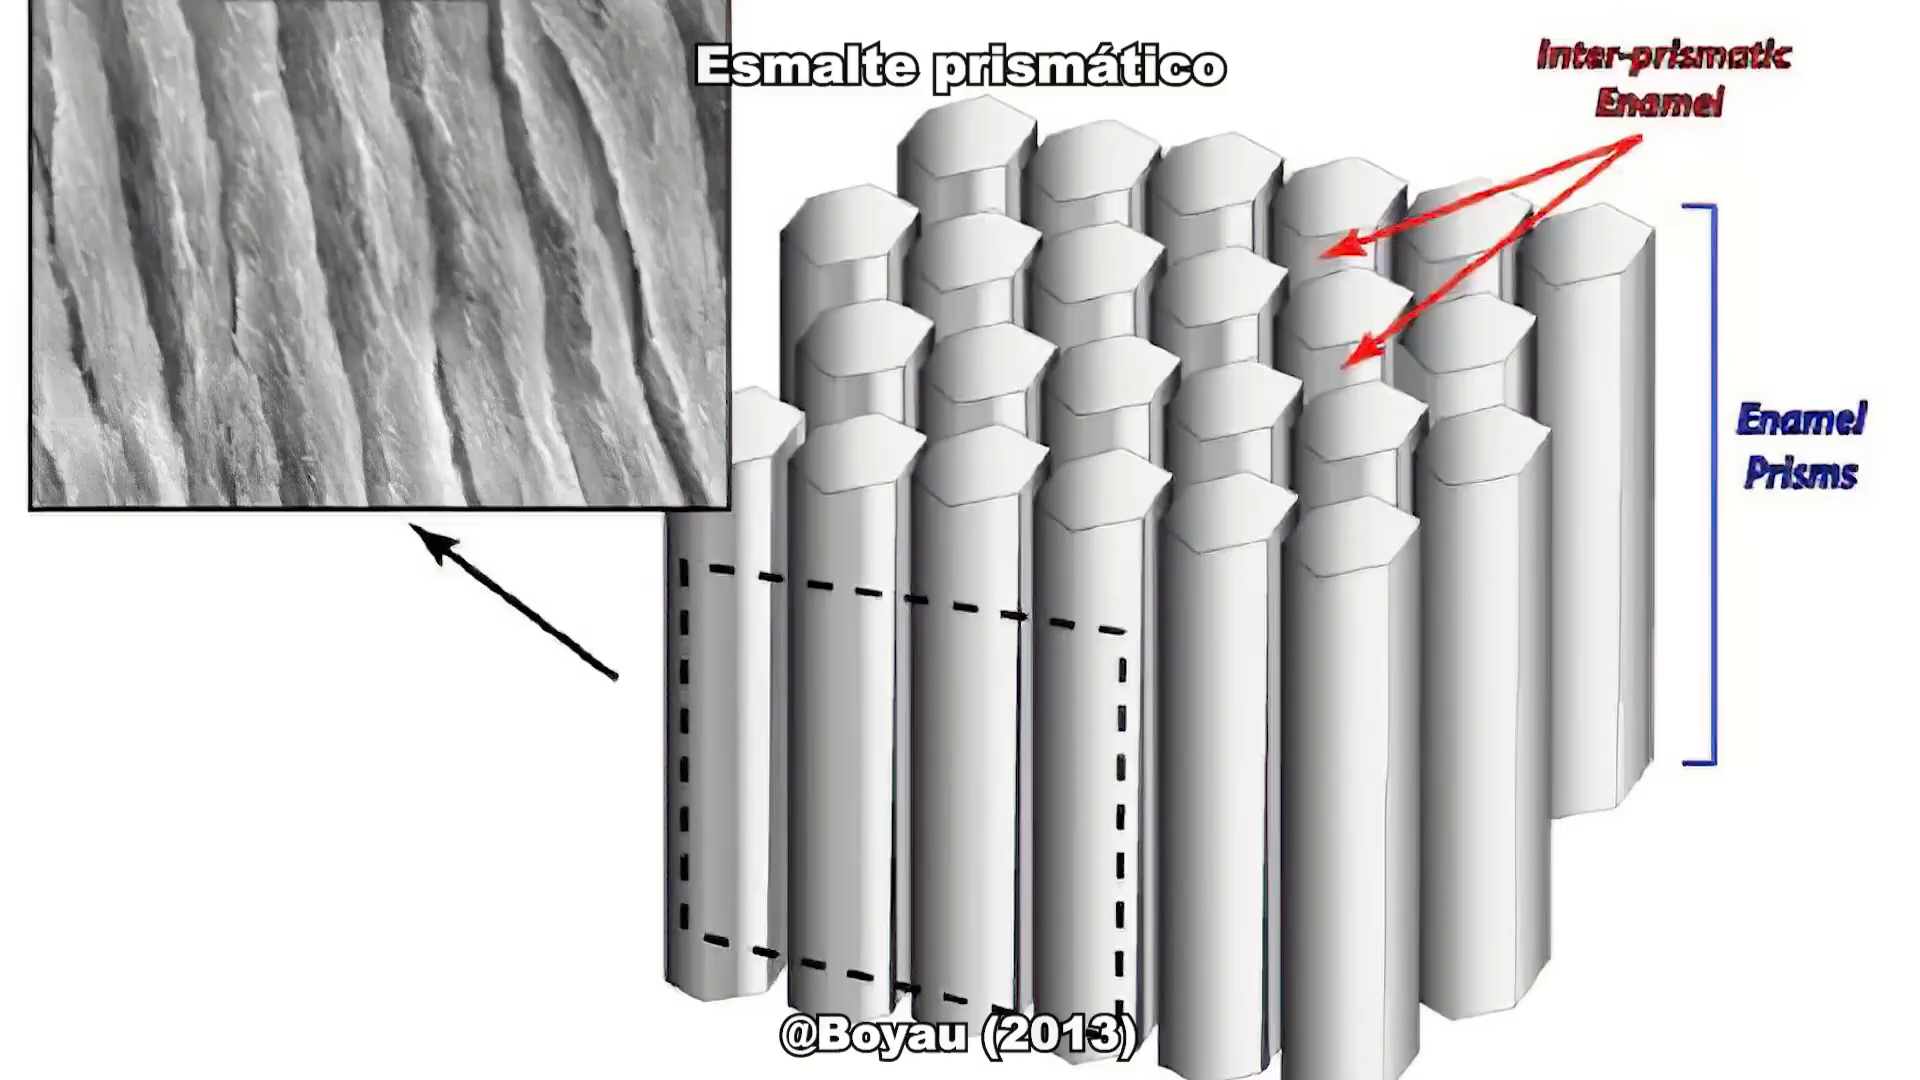 Esmalte prismático
Inter-prismatic
Enamel
Enamel
Prisms
@Boyau (2013)